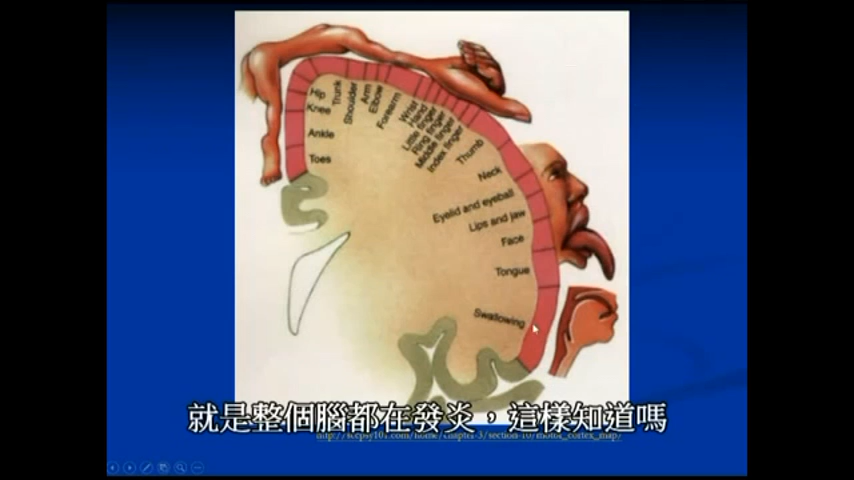 Hip
Trunk
Shoulder
Arm
Elbow
Forearm
Wrist
Hand
Little finger
Ring finger
Middle finger
Index finger
Thumb
Neck
Knee
Ankle
Toes
Eyelid and eyeball
Lips and jaw
Face
Tongue
Swallowing
就是整個腦都在發炎，這樣知道嗎